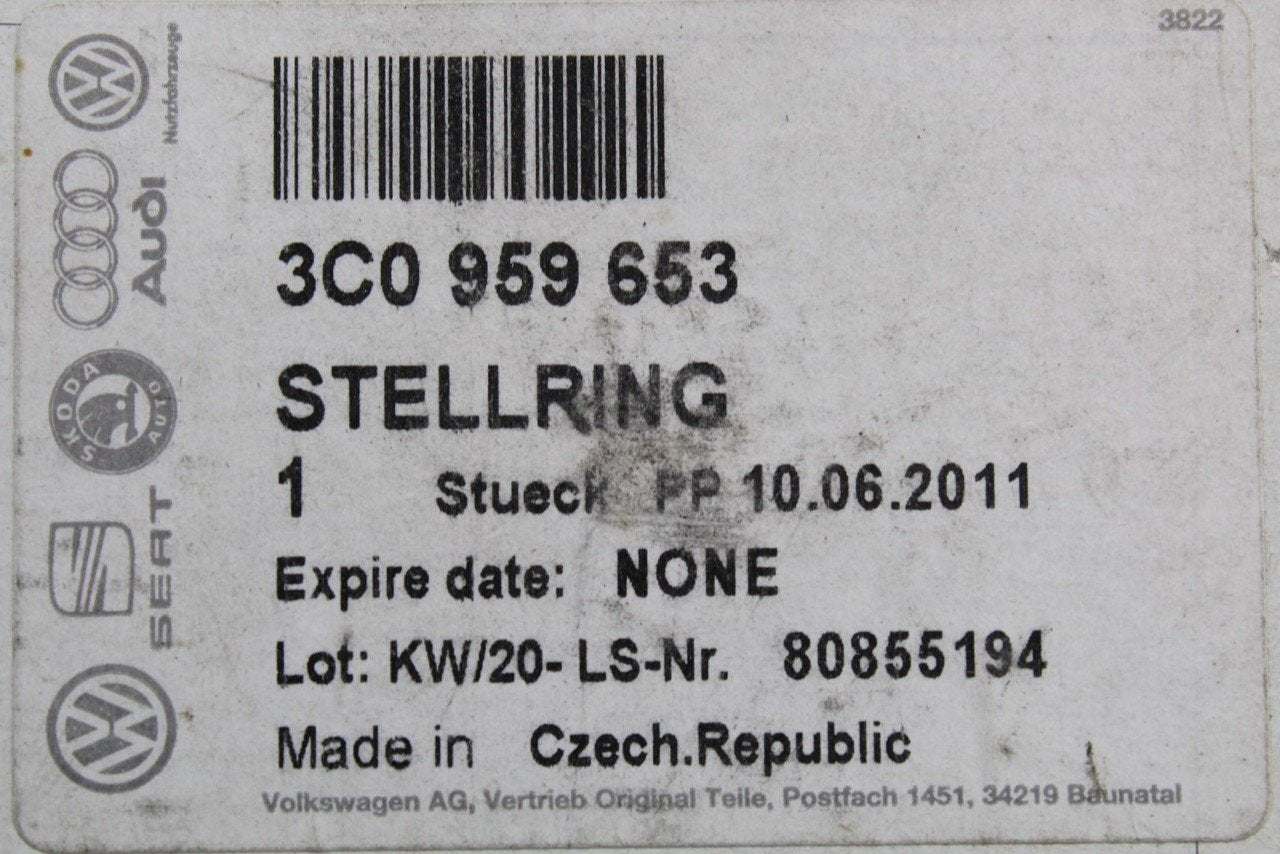 3822
Nutzfahrzeuge
Audi
SKODA AUTO
SEAT
3C0 959 653
STELLRING
1 Stueck PP 10.06.2011
Expire date: NONE
Lot: KW/20- LS-Nr. 80855194
Made in Czech.Republic
Volkswagen AG, Vertrieb Original Teile, Postfach 1451, 34219 Baunatal